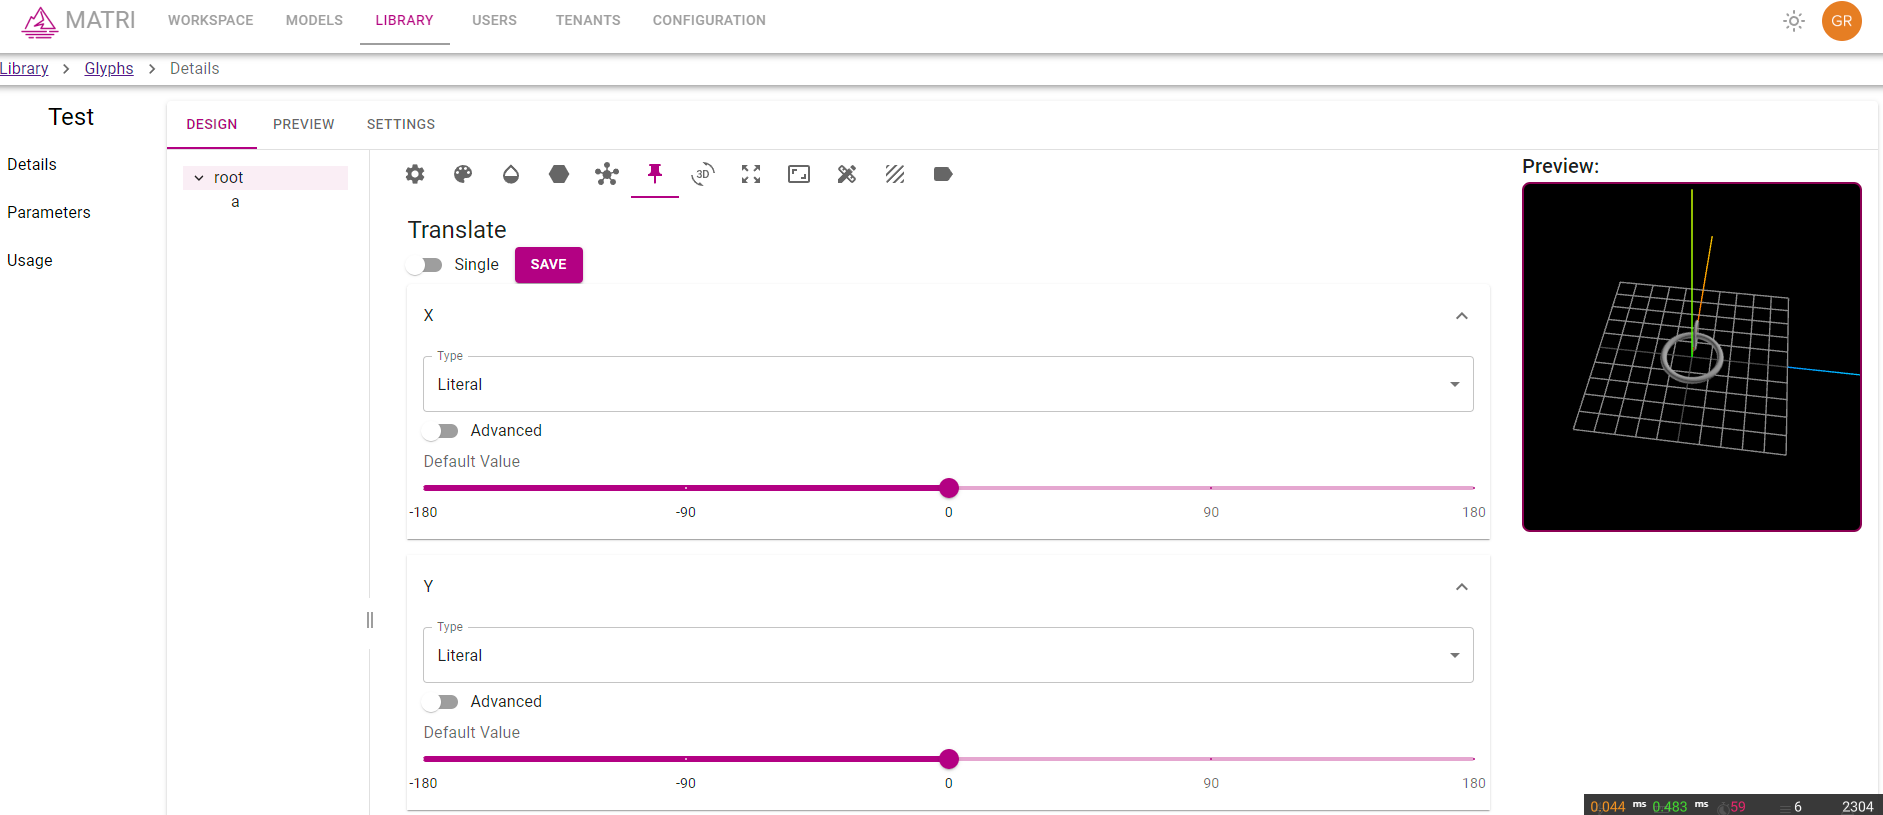 MATRI WORKSPACE MODELS LIBRARY USERS TENANTS CONFIGURATION GR
Library > Glyphs > Details
Test
Details
Parameters
Usage
DESIGN PREVIEW SETTINGS
root
a
3D
Translate
Single SAVE
X
Type
Literal
Advanced
Default Value
-180 -90 0 90 180
Y
Type
Literal
Advanced
Default Value
-180 -90 0 90 180
Preview:
0.044 ms 0.483 ms 59 6 2304